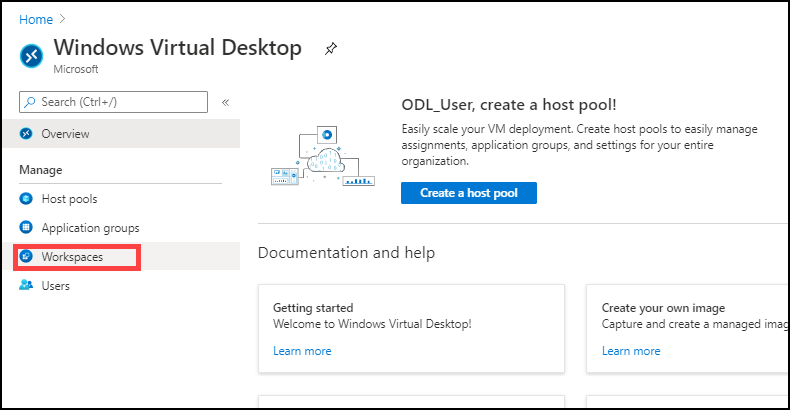 Home >
Windows Virtual Desktop
Microsoft
Search (Ctrl+/)
«
Overview
Manage
Host pools
Application groups
Workspaces
Users
ODL_User, create a host pool!
Easily scale your VM deployment. Create host pools to easily manage
assignments, application groups, and settings for your entire
organization.
Create a host pool
Documentation and help
Getting started
Welcome to Windows Virtual Desktop!
Learn more
Create your own image
Capture and create a managed imag
Learn more